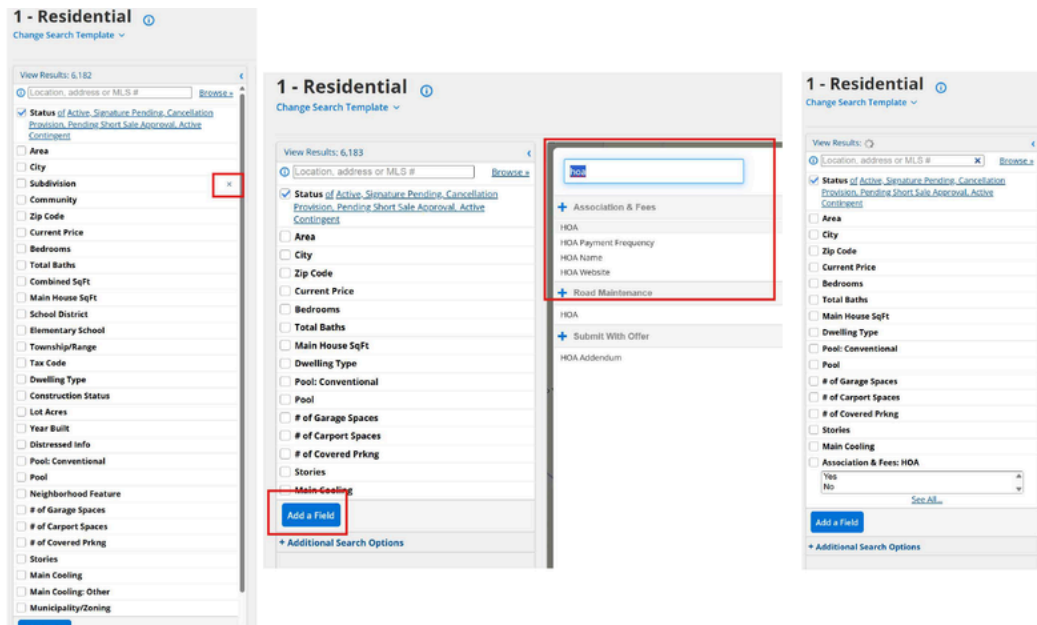 1 - Residential
Change Search Template
View Results: 6,182
Location, address or MLS #
Browse »
Status of Active, Signature Pending, Cancellation
Provision, Pending Short Sale Approval, Active
Contingent
Area
City
Subdivision
Community
Zip Code
Current Price
Bedrooms
Total Baths
Combined SqFt
Main House SqFt
School District
Elementary School
Township/Range
Tax Code
Dwelling Type
Construction Status
Lot Acres
Year Built
Distressed Info
Pool: Conventional
Pool
Neighborhood Feature
# of Garage Spaces
# of Carport Spaces
# of Covered Prkng
Stories
Main Cooling
Main Cooling: Other
Municipality/Zoning
1 - Residential
Change Search Template
View Results: 6,183
Location, address or MLS #
Browse »
Status of Active, Signature Pending, Cancellation
Provision, Pending Short Sale Approval, Active
Contingent
Area
City
Zip Code
Current Price
Bedrooms
Total Baths
Main House SqFt
Dwelling Type
Pool: Conventional
Pool
# of Garage Spaces
# of Carport Spaces
# of Covered Prkng
Stories
Main Cooling
Add a Field
+ Additional Search Options
hoa
+ Association & Fees
HOA
HOA Payment Frequency
HOA Name
HOA Website
+ Road Maintenance
HOA
+ Submit With Offer
HOA Addendum
1 - Residential
Change Search Template
View Results:
Location, address or MLS #
Browse »
Status of Active, Signature Pending, Cancellation
Provision, Pending Short Sale Approval, Active
Contingent
Area
City
Zip Code
Current Price
Bedrooms
Total Baths
Main House SqFt
Dwelling Type
Pool: Conventional
Pool
# of Garage Spaces
# of Carport Spaces
# of Covered Prkng
Stories
Main Cooling
Association & Fees: HOA
Yes
No
See All...
Add a Field
+ Additional Search Options